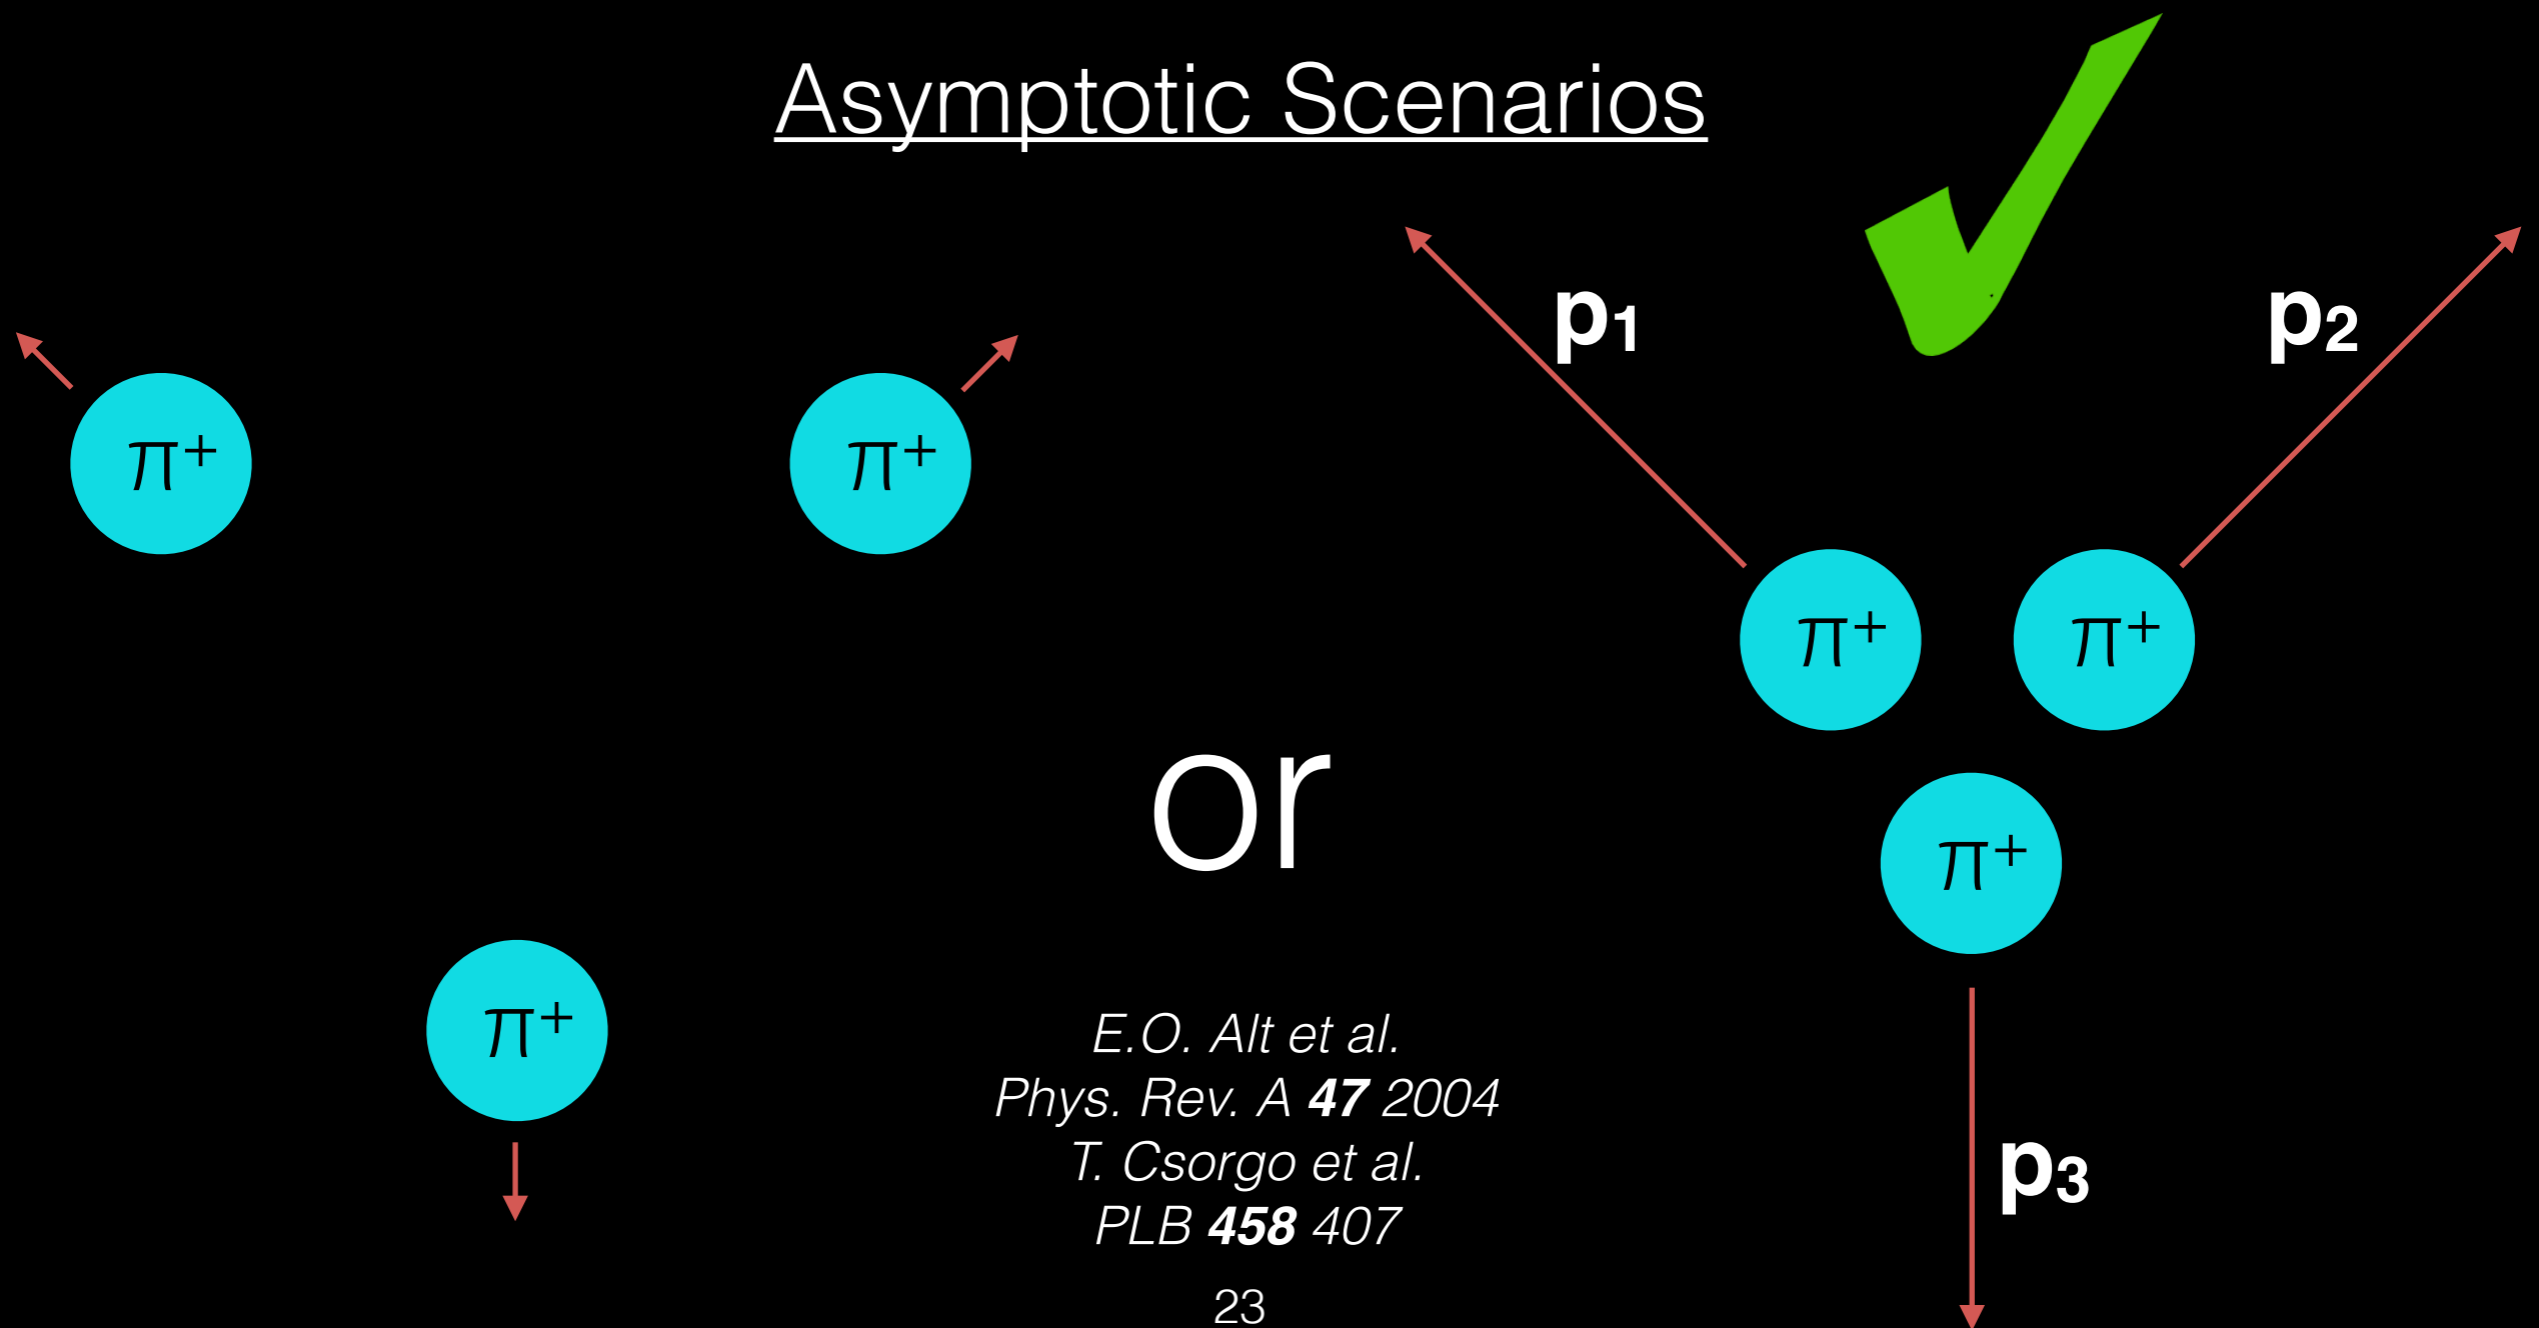 Asymptotic Scenarios
p₁
p₂
π⁺
π⁺
π⁺
π⁺
or
π⁺
π⁺
E.O. Alt et al.
Phys. Rev. A 47 2004
T. Csorgo et al.
PLB 458 407
p₃
23